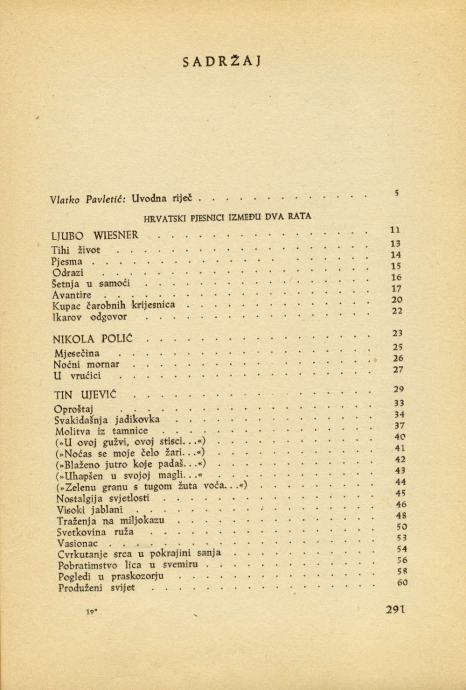 SADRŽAJ
Vlatko Pavletić: Uvodna riječ . . . . . . . . . . . . 5
HRVATSKI PJESNICI IZMEĐU DVA RATA
LJUBO WIESNER . . . . . . . . . . . . 11
Tihi život . . . . . . . . . . . . 13
Pjesma . . . . . . . . . . . . 14
Odrazi . . . . . . . . . . . . 15
Šetnja u samoći . . . . . . . . . . . . 16
Avantire . . . . . . . . . . . . 17
Kupac čarobnih krijesnica . . . . . . . . . . . . 20
Ikarov odgovor . . . . . . . . . . . . 22
NIKOLA POLIĆ . . . . . . . . . . . . 23
Mjesečina . . . . . . . . . . . . 25
Noćni mornar . . . . . . . . . . . . 26
U vrućici . . . . . . . . . . . . 27
TIN UJEVIĆ . . . . . . . . . . . . 29
Oproštaj . . . . . . . . . . . . 33
Svakidašnja jadikovka . . . . . . . . . . . . 34
Molitva iz tamnice . . . . . . . . . . . . 37
(»U ovoj gužvi, ovoj stisci...«) . . . . . . . . . . . . 40
(»Noćas se moje čelo žari...«) . . . . . . . . . . . . 41
(»Blaženo jutro koje padaš...«) . . . . . . . . . . . . 42
(»Uhapšen u svojoj magli...«) . . . . . . . . . . . . 43
(»Zelenu granu s tugom žuta voća...«) . . . . . . . . . . . . 44
Nostalgija svjetlosti . . . . . . . . . . . . 45
Visoki jablani . . . . . . . . . . . . 46
Traženja na miljokazu . . . . . . . . . . . . 48
Svetkovina ruža . . . . . . . . . . . . 50
Vasionac . . . . . . . . . . . . 53
Cvrkutanje srca u pokrajini sanja . . . . . . . . . . . . 54
Pobratimstvo lica u svemiru . . . . . . . . . . . . 56
Pogledi u praskozorju . . . . . . . . . . . . 58
Produženi svijet . . . . . . . . . . . . 60
19* 291